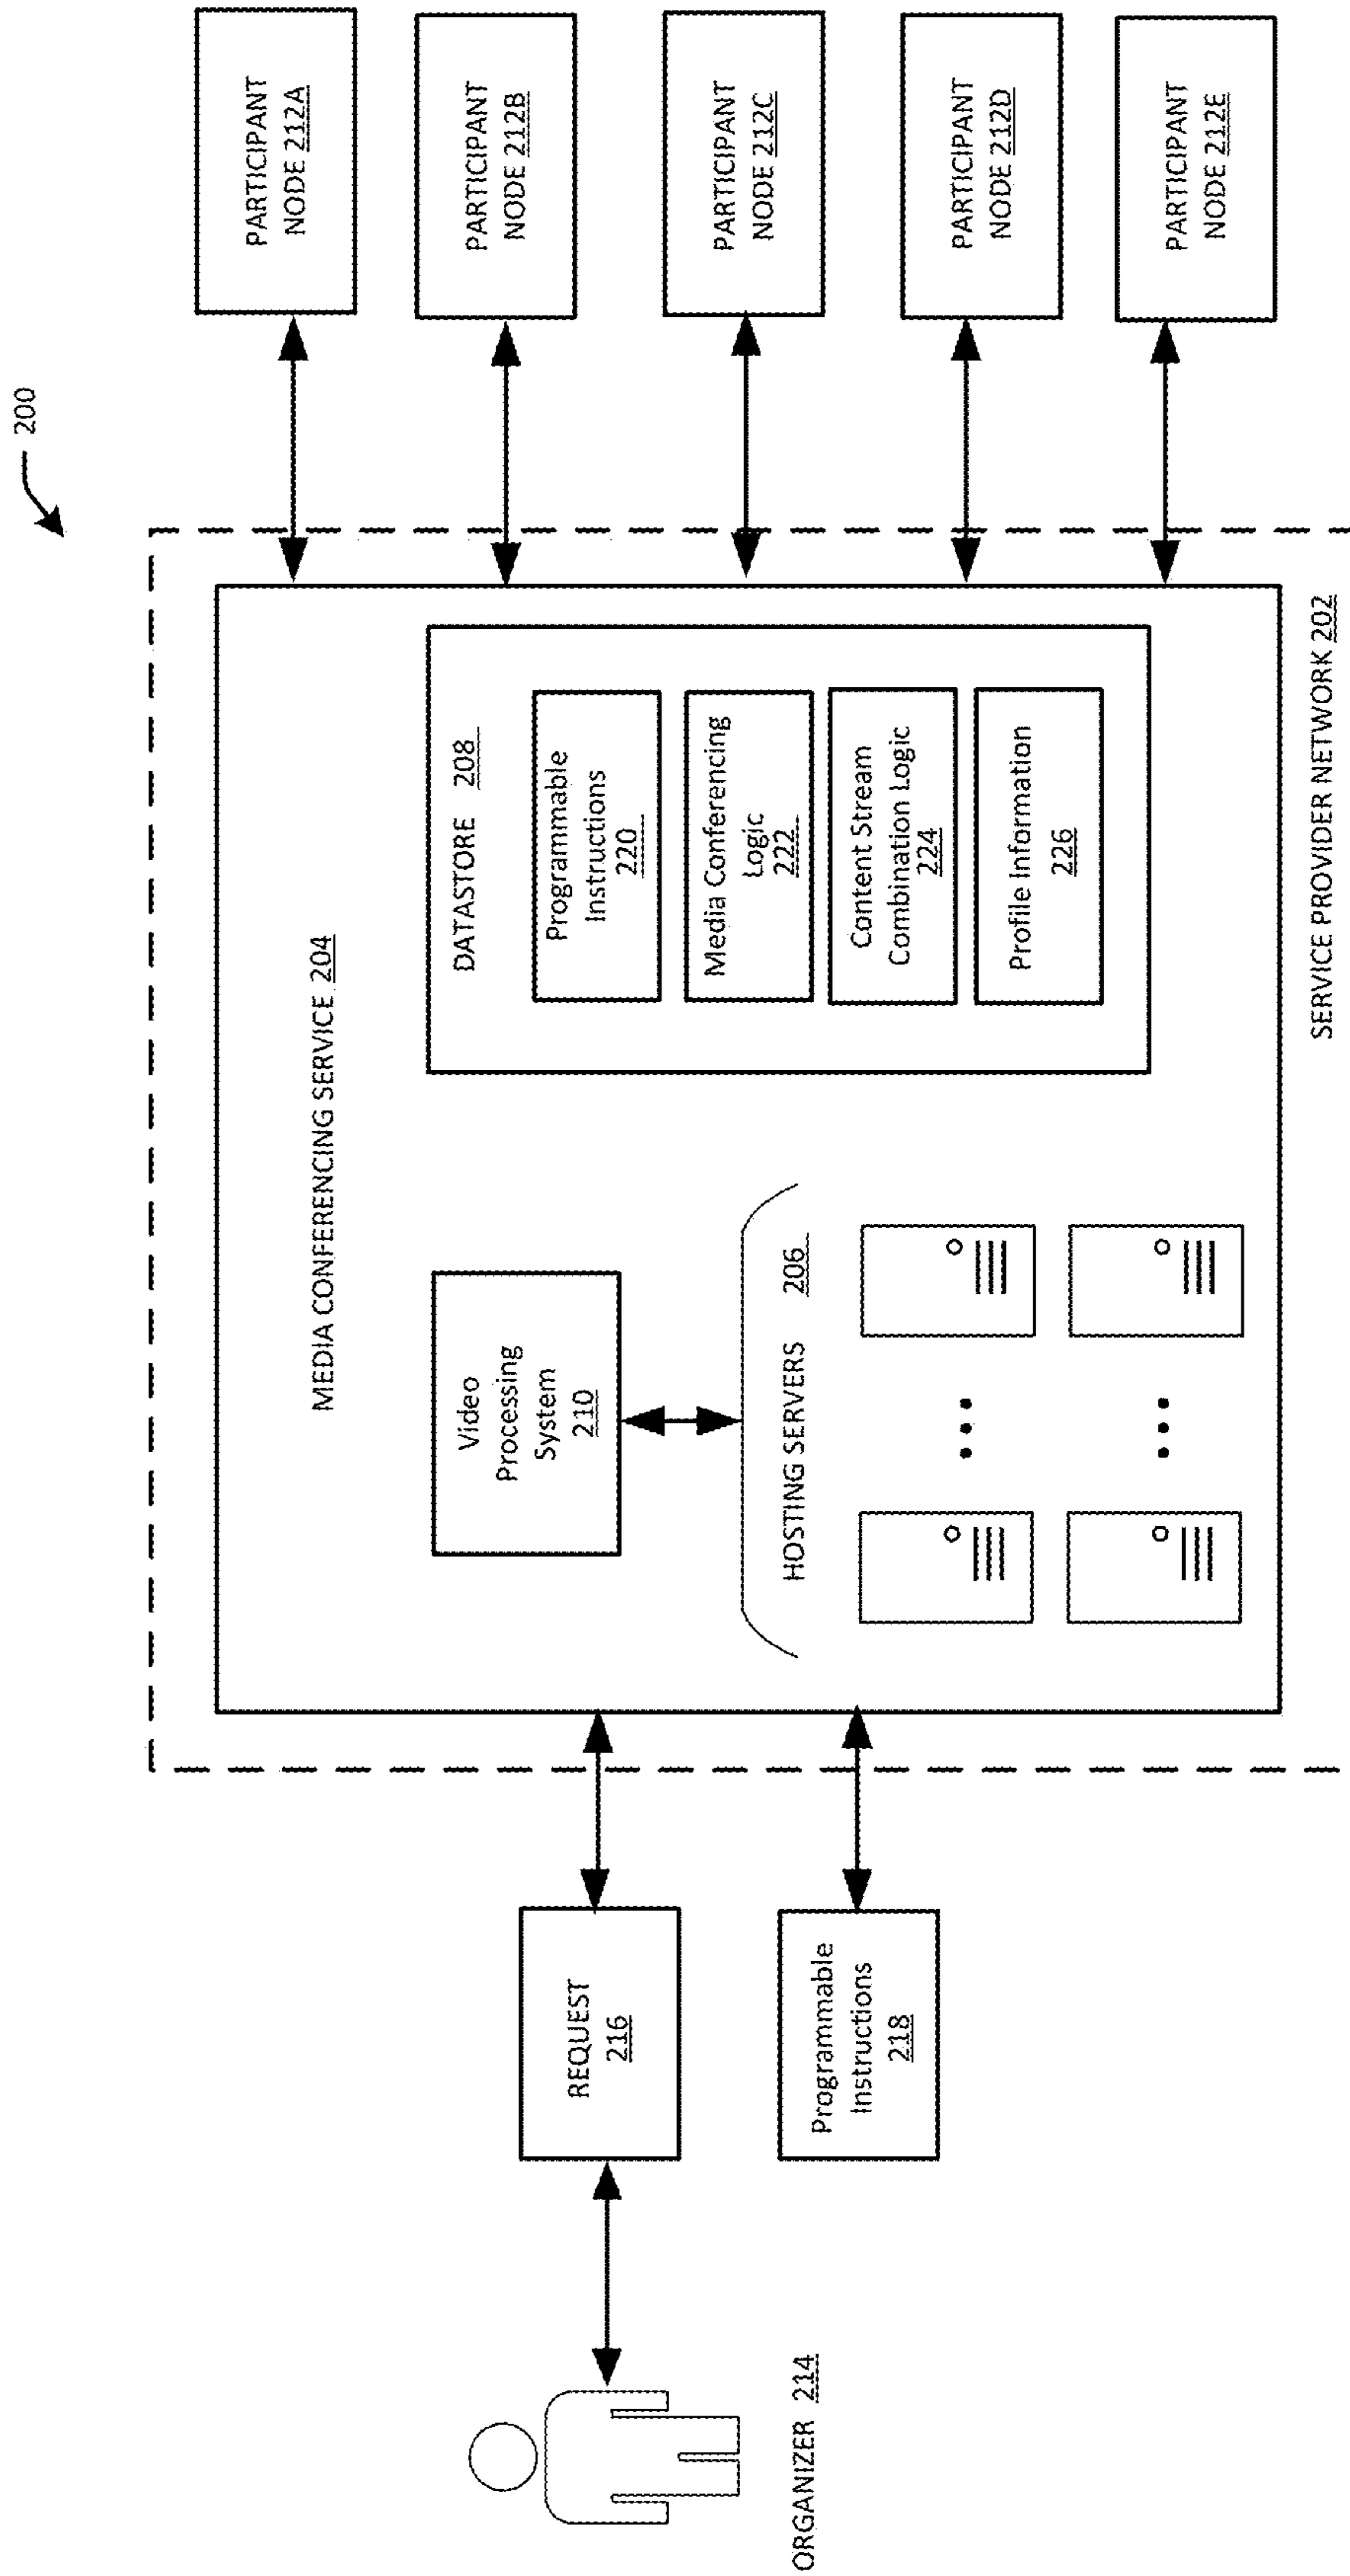 200
MEDIA CONFERENCING SERVICE 204
Video
Processing
System
210
HOSTING SERVERS 206
DATASTORE 208
Programmable
Instructions
220
Media Conferencing
Logic
222
Content Stream
Combination Logic
224
Profile Information
226
SERVICE PROVIDER NETWORK 202
ORGANIZER 214
REQUEST
216
Programmable
Instructions
218
PARTICIPANT
NODE 212A
PARTICIPANT
NODE 212B
PARTICIPANT
NODE 212C
PARTICIPANT
NODE 212D
PARTICIPANT
NODE 212E